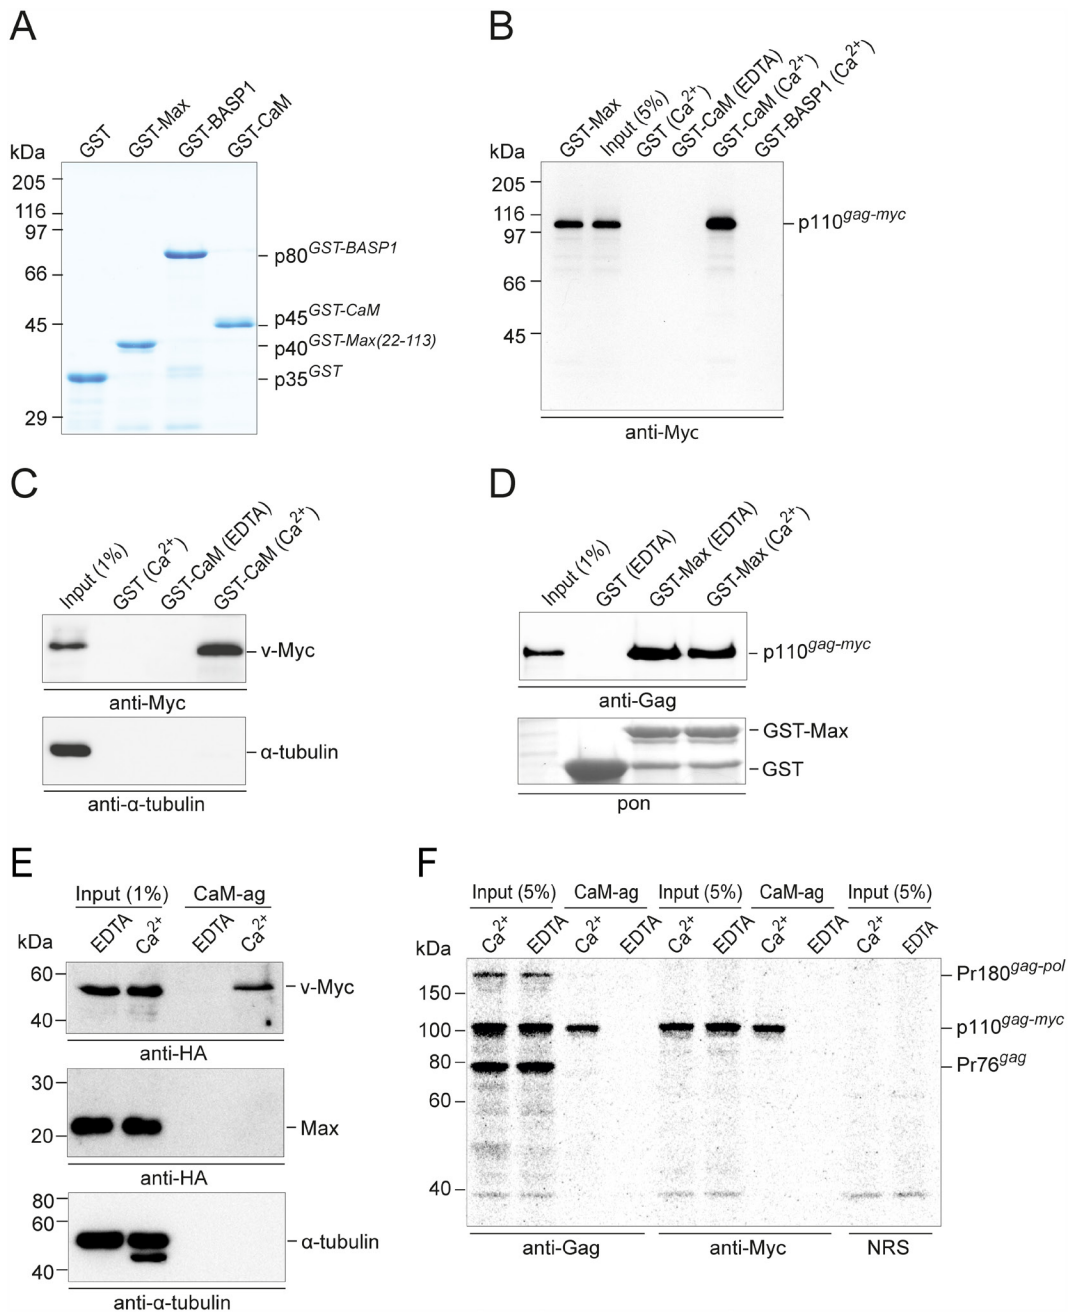 A
kDa
GST
GST-Max
GST-BASP1
GST-CaM
205
116
97
66
45
29
p80GST-BASP1
p45GST-CaM
p40GST-Max(22-113)
p35GST
B
kDa
GST-Max
Input (5%)
GST (Ca2+)
GST-CaM (EDTA)
GST-CaM (Ca2+)
GST-BASP1 (Ca2+)
205
116
97
66
45
p110gag-myc
anti-Myc
C
Input (1%)
GST (Ca2+)
GST-CaM (EDTA)
GST-CaM (Ca2+)
v-Myc
anti-Myc
α-tubulin
anti-α-tubulin
D
Input (1%)
GST (EDTA)
GST-Max (EDTA)
GST-Max (Ca2+)
p110gag-myc
anti-Gag
GST-Max
GST
pon
E
Input (1%) CaM-ag
kDa
EDTA
Ca2+
EDTA
Ca2+
60
40
v-Myc
anti-HA
30
20
Max
anti-HA
80
60
40
α-tubulin
anti-α-tubulin
F
Input (5%) CaM-ag Input (5%) CaM-ag Input (5%)
kDa
Ca2+
EDTA
Ca2+
EDTA
Ca2+
EDTA
Ca2+
EDTA
Ca2+
EDTA
150
100
80
60
40
Pr180gag-pol
p110gag-myc
Pr76gag
anti-Gag anti-Myc NRS